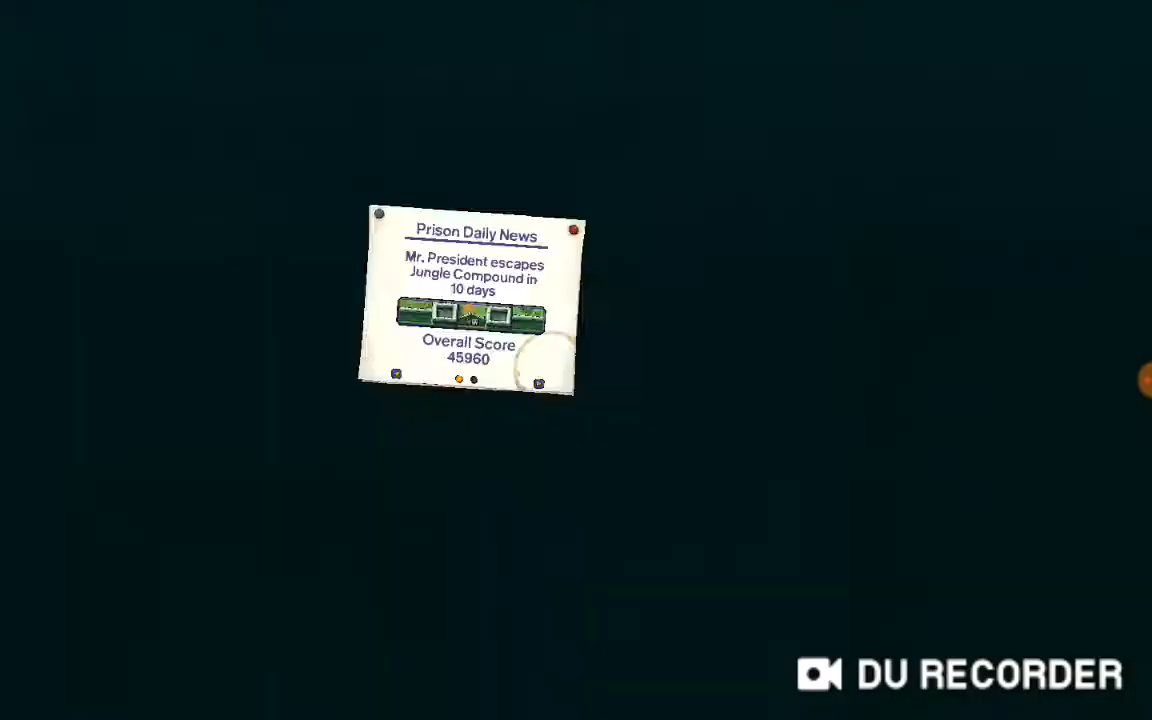 Prison Daily News
Mr. President escapes
Jungle Compound in
10 days
Overall Score
45960
DU RECORDER